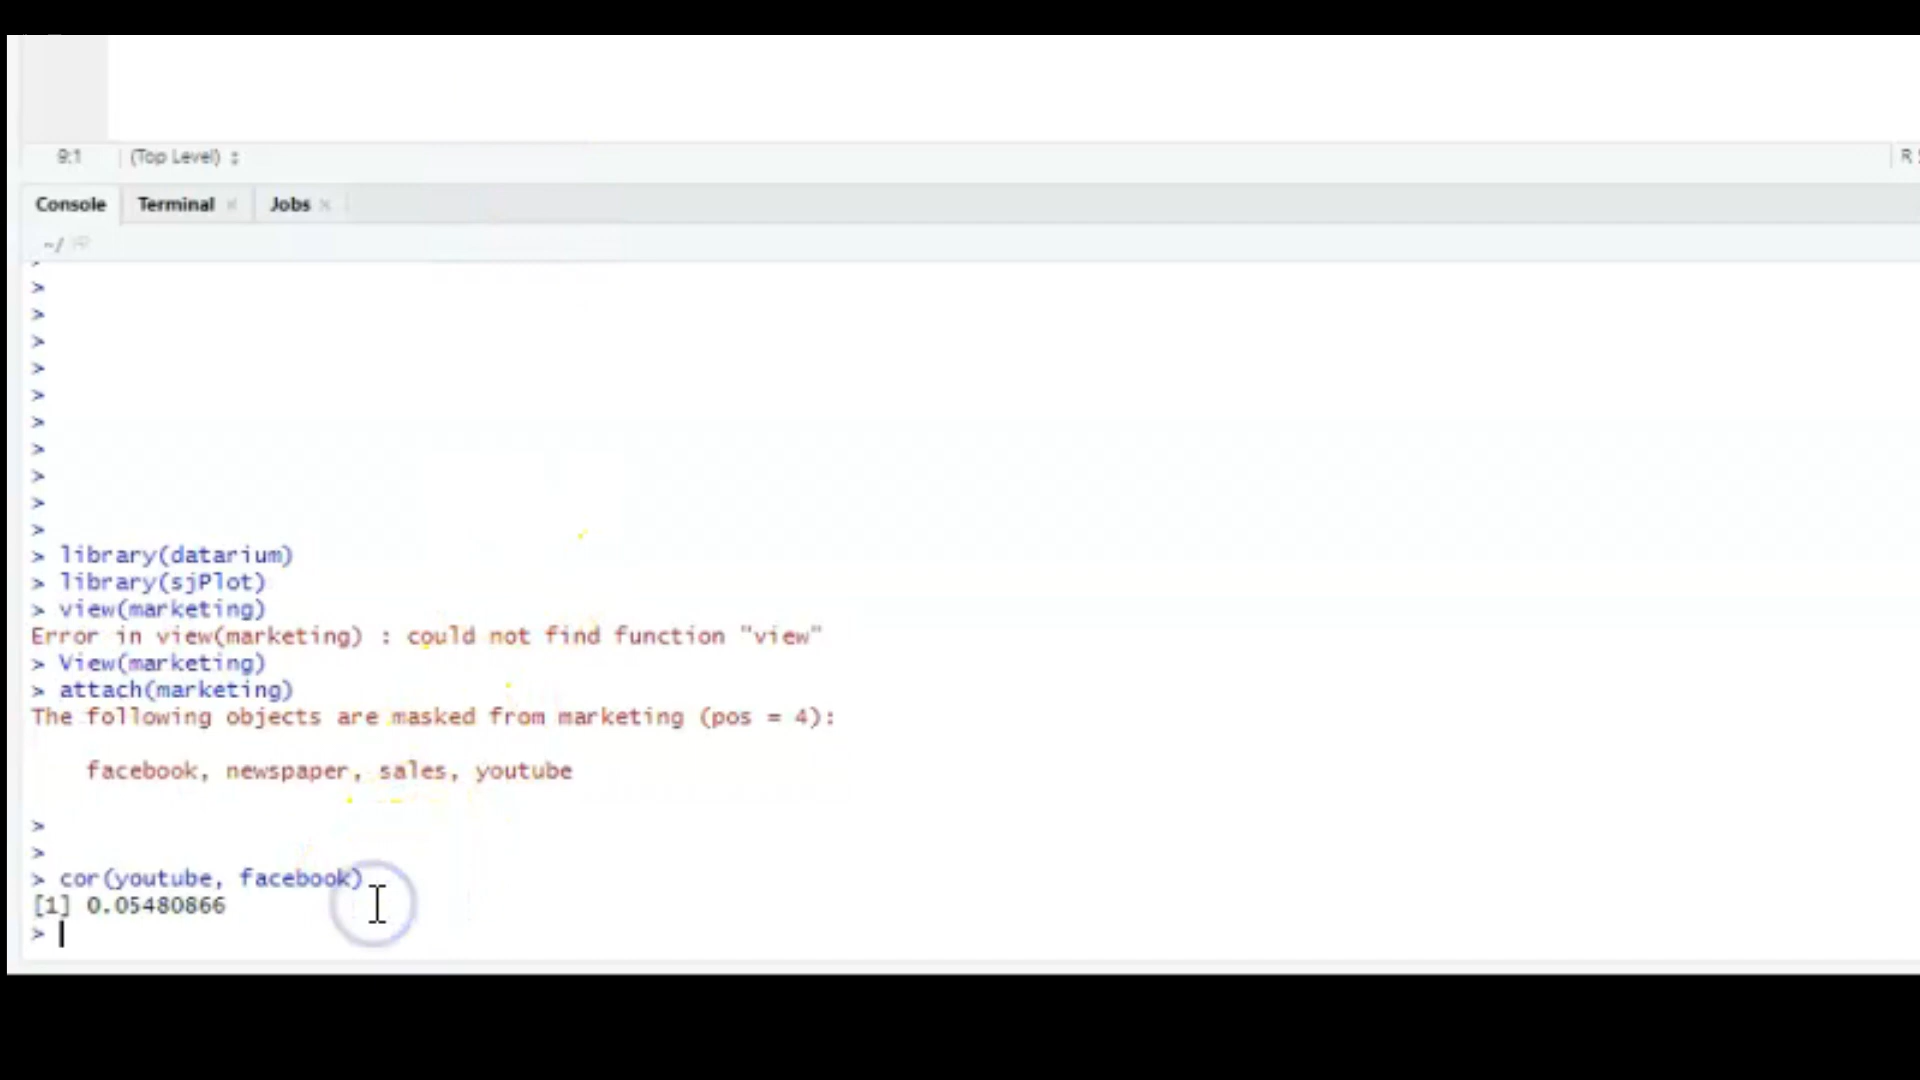 9:1 (Top Level) R
Console Terminal Jobs
~/
>
>
>
>
>
>
>
>
>
>
>
> library(datarium)
> library(sjPlot)
> view(marketing)
Error in view(marketing) : could not find function "view"
> View(marketing)
> attach(marketing)
The following objects are masked from marketing (pos = 4):
facebook, newspaper, sales, youtube
>
>
> cor(youtube, facebook)
[1] 0.05480866
>